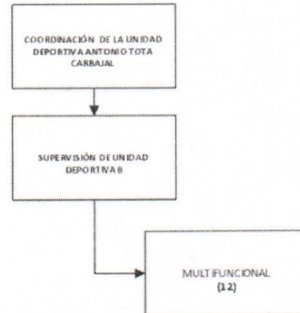 COORDINACIÓN DE LA UNIDAD
DEPORTIVA ANTONIO TOTA
CARBAJAL
SUPERVISIÓN DE UNIDAD
DEPORTIVA B
MULTIFUNCIONAL
(12)